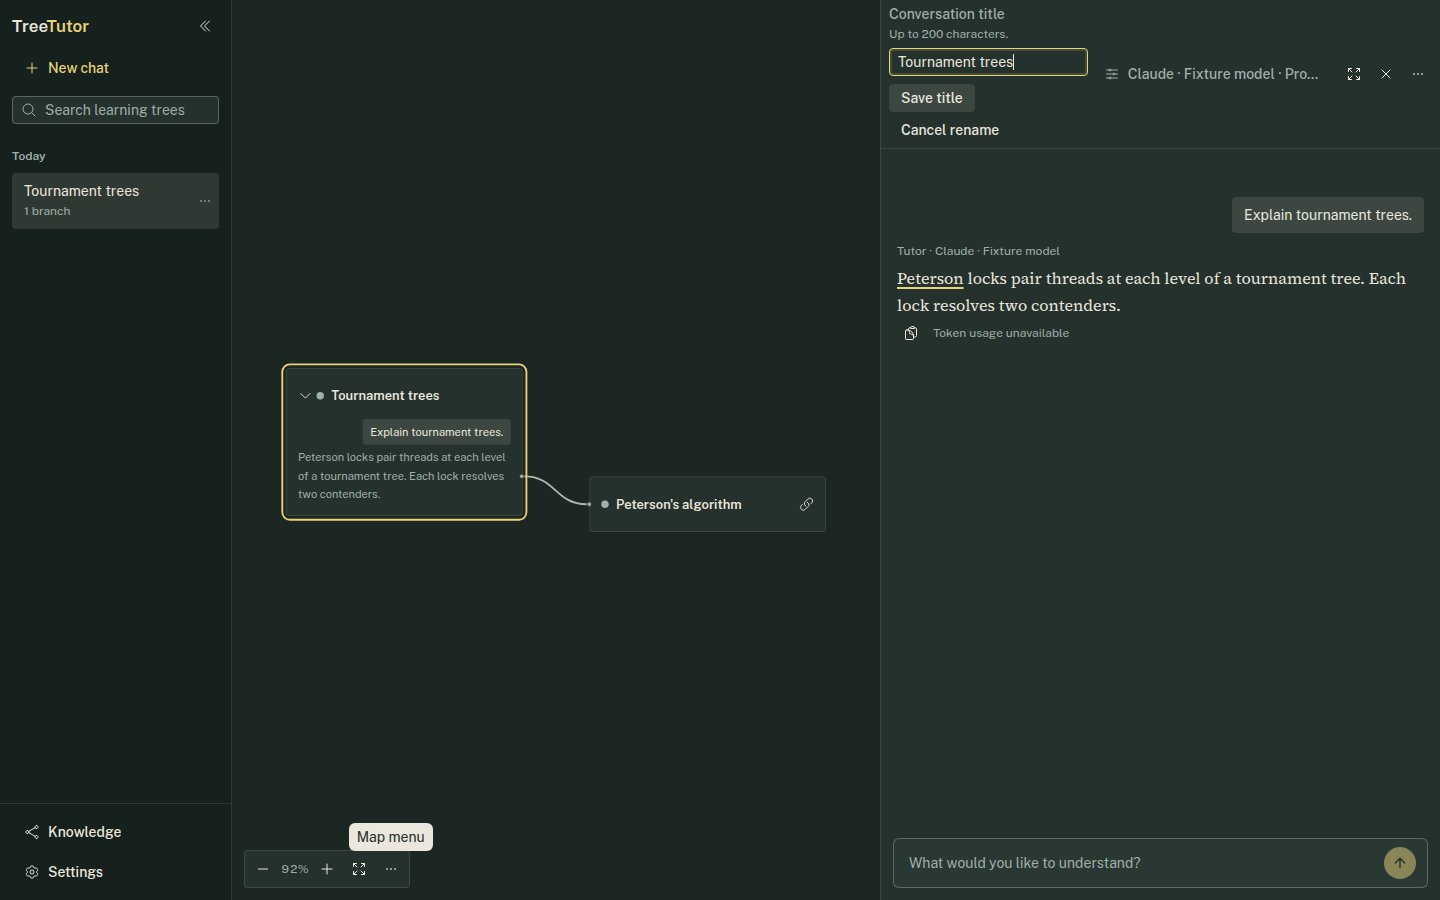 TreeTutor
New chat
Search learning trees
Today
Tournament trees
1 branch
Knowledge
Settings
Tournament trees
Explain tournament trees.
Peterson locks pair threads at each level
of a tournament tree. Each lock resolves
two contenders.
Peterson's algorithm
Map menu
92%
Conversation title
Up to 200 characters.
Tournament trees
Claude · Fixture model · Pro...
Save title
Cancel rename
Explain tournament trees.
Tutor · Claude · Fixture model
Peterson locks pair threads at each level of a tournament tree. Each
lock resolves two contenders.
Token usage unavailable
What would you like to understand?